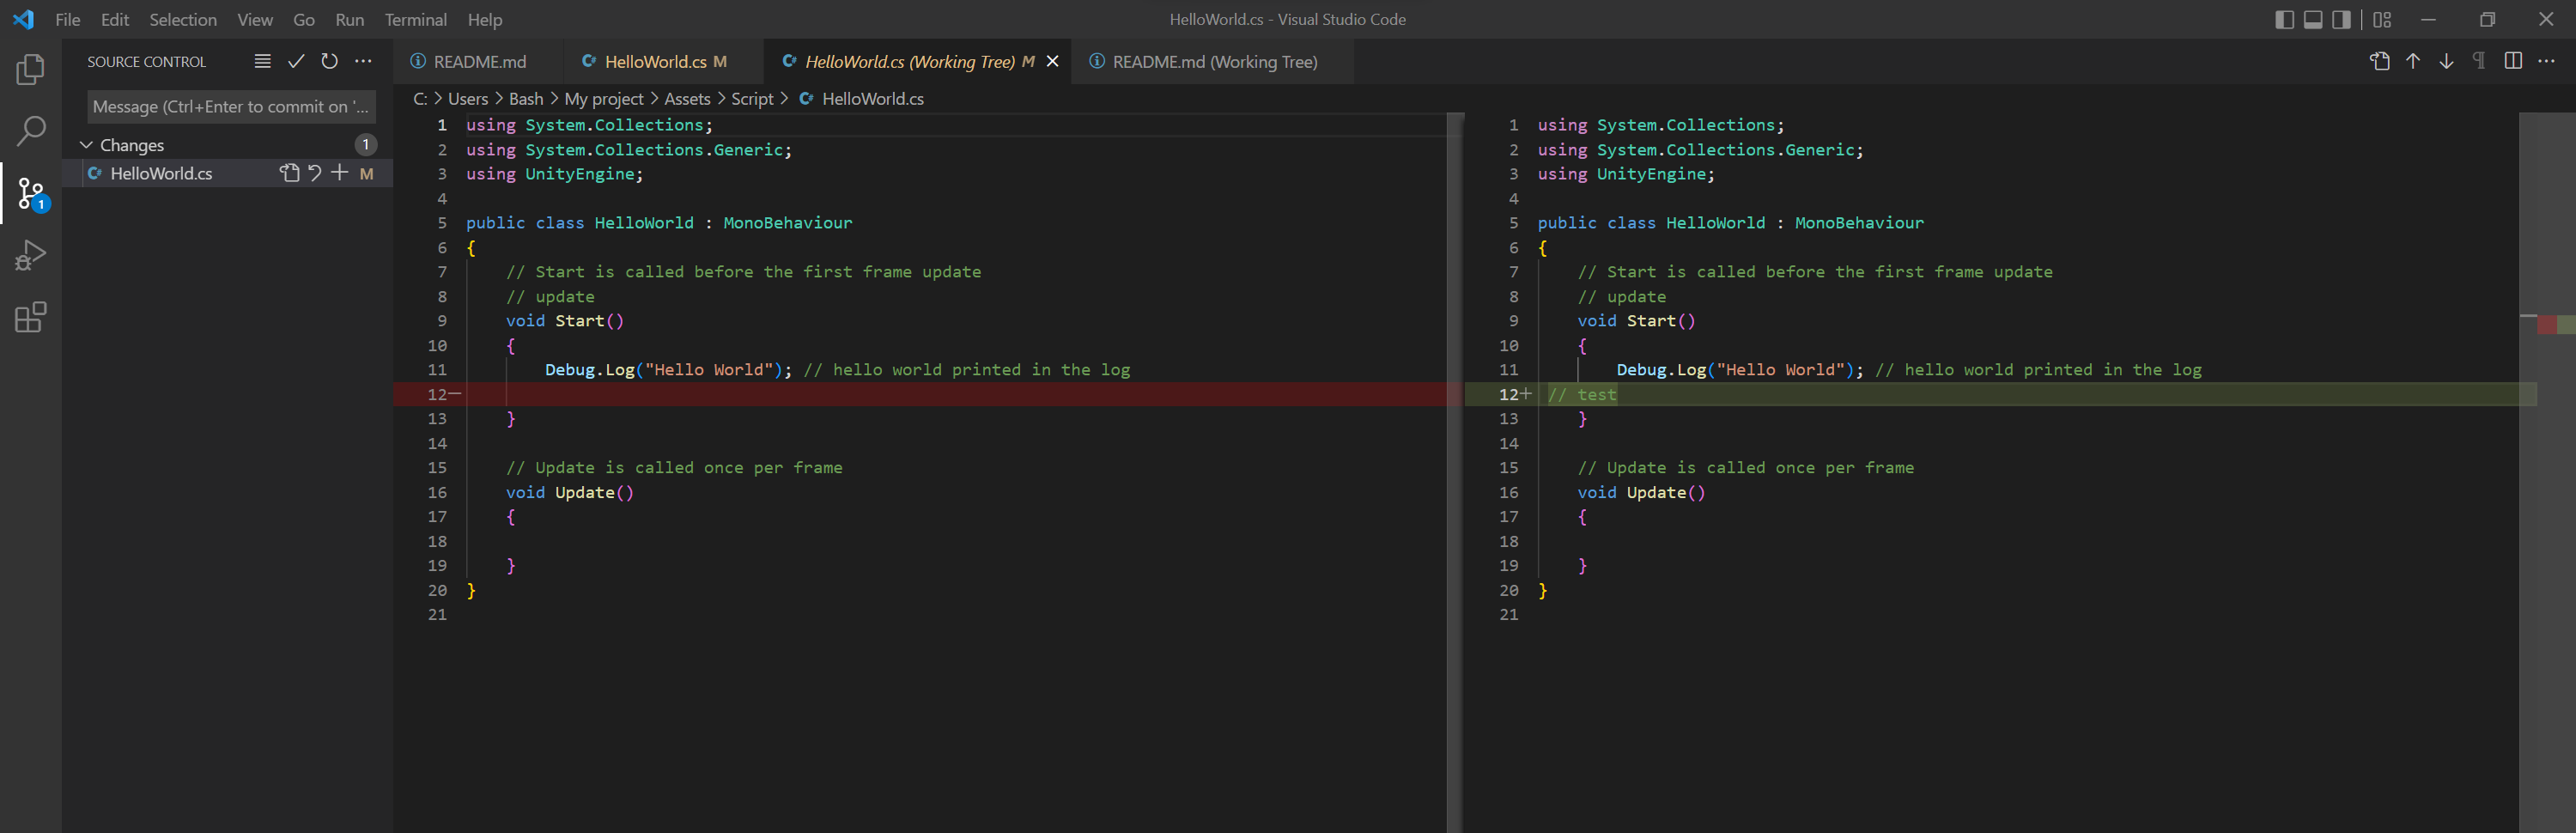 File Edit Selection View Go Run Terminal Help
HelloWorld.cs - Visual Studio Code
SOURCE CONTROL
README.md
HelloWorld.cs M
HelloWorld.cs (Working Tree) M
README.md (Working Tree)
Message (Ctrl+Enter to commit on '...
Changes 1
HelloWorld.cs M
1
C: > Users > Bash > My project > Assets > Script > HelloWorld.cs
1 using System.Collections;
2 using System.Collections.Generic;
3 using UnityEngine;
4
5 public class HelloWorld : MonoBehaviour
6 {
7 // Start is called before the first frame update
8 // update
9 void Start()
10 {
11 Debug.Log("Hello World"); // hello world printed in the log
12−
13 }
14
15 // Update is called once per frame
16 void Update()
17 {
18
19 }
20 }
21
1 using System.Collections;
2 using System.Collections.Generic;
3 using UnityEngine;
4
5 public class HelloWorld : MonoBehaviour
6 {
7 // Start is called before the first frame update
8 // update
9 void Start()
10 {
11 Debug.Log("Hello World"); // hello world printed in the log
12+ // test
13 }
14
15 // Update is called once per frame
16 void Update()
17 {
18
19 }
20 }
21